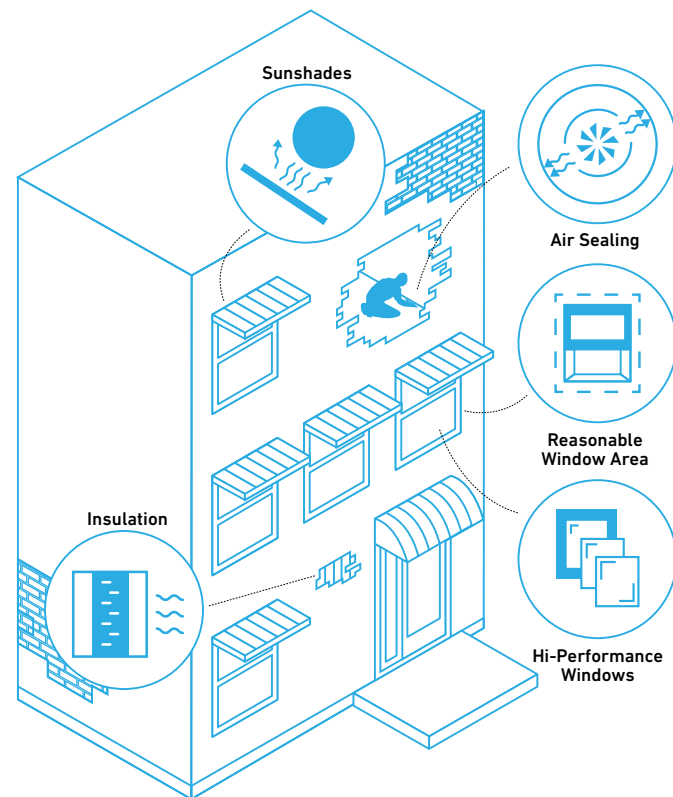 Sunshades
Air Sealing
Reasonable
Window Area
Insulation
Hi-Performance
Windows